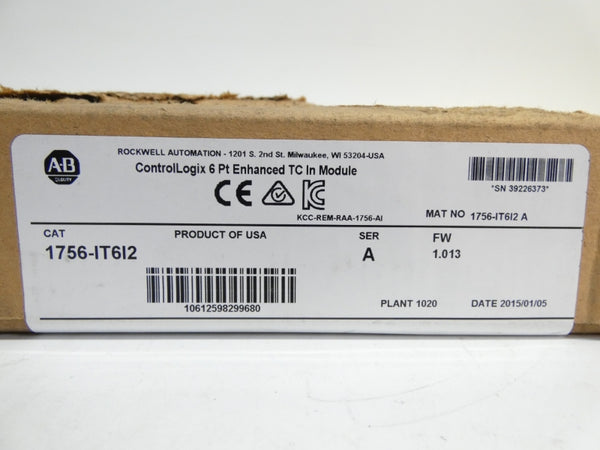 ROCKWELL AUTOMATION - 1201 S. 2nd St. Milwaukee, WI 53204-USA
A-B
QUALITY
ControlLogix 6 Pt Enhanced TC In Module
*SN 39226373*
CE
KCC-REM-RAA-1756-AI
MAT NO 1756-IT6I2 A
CAT
PRODUCT OF USA
SER
FW
1756-IT6I2
A
1.013
10612598299680
PLANT 1020
DATE 2015/01/05